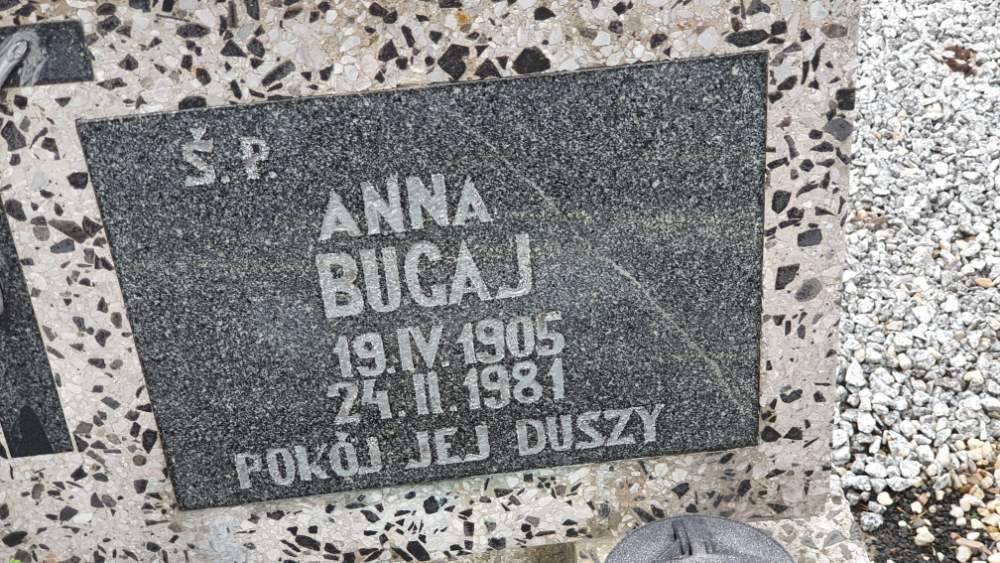 Ś.P.
ANNA
BUGAJ
19.IV.1905
24.II.1981
POKÓJ JEJ DUSZY